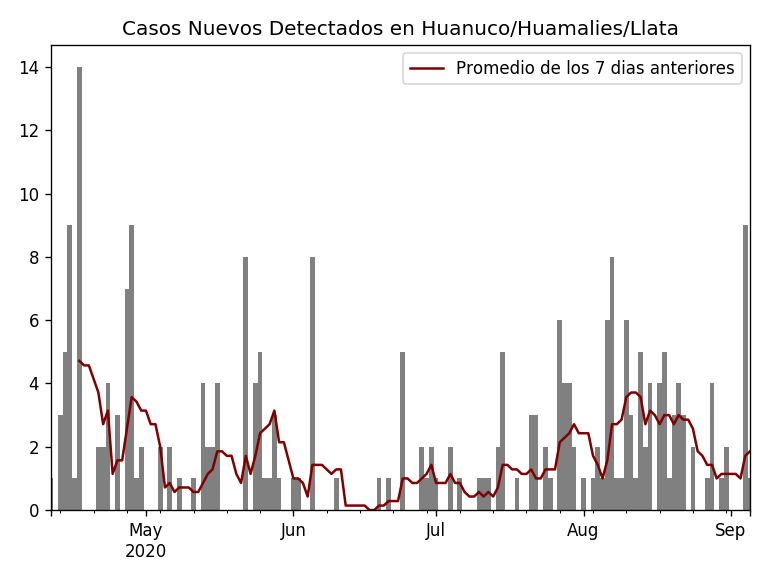 Casos Nuevos Detectados en Huanuco/Huamalies/Llata
Promedio de los 7 dias anteriores
14
12
10
8
6
4
2
0
May
2020
Jun
Jul
Aug
Sep